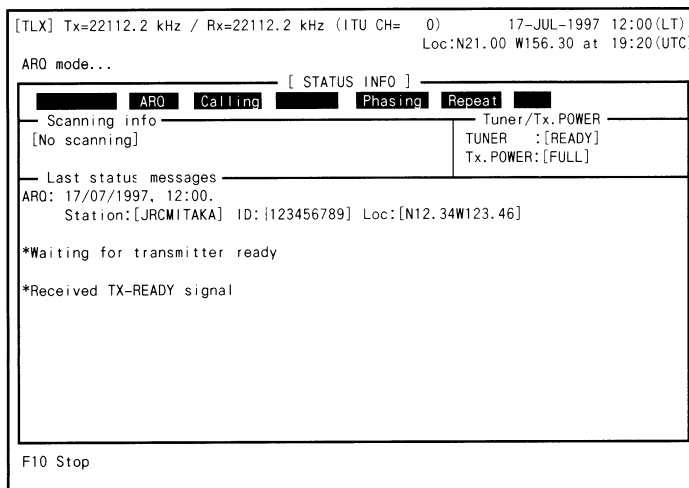 [TLX] Tx=22112.2 kHz / Rx=22112.2 kHz (ITU CH=   0)   17-JUL-1997 12:00(LT)
Loc:N21.00 W156.30 at 19:20(UTC)
ARQ mode...
[ STATUS INFO ]
ARQ Calling Phasing Repeat
Scanning info
[No scanning]
Tuner/Tx.POWER
TUNER :[READY]
Tx.POWER:[FULL]
Last status messages
ARQ: 17/07/1997, 12:00.
Station:[JRCMITAKA] ID:[123456789] Loc:[N12.34W123.46]
*Waiting for transmitter ready
*Received TX-READY signal
F10 Stop